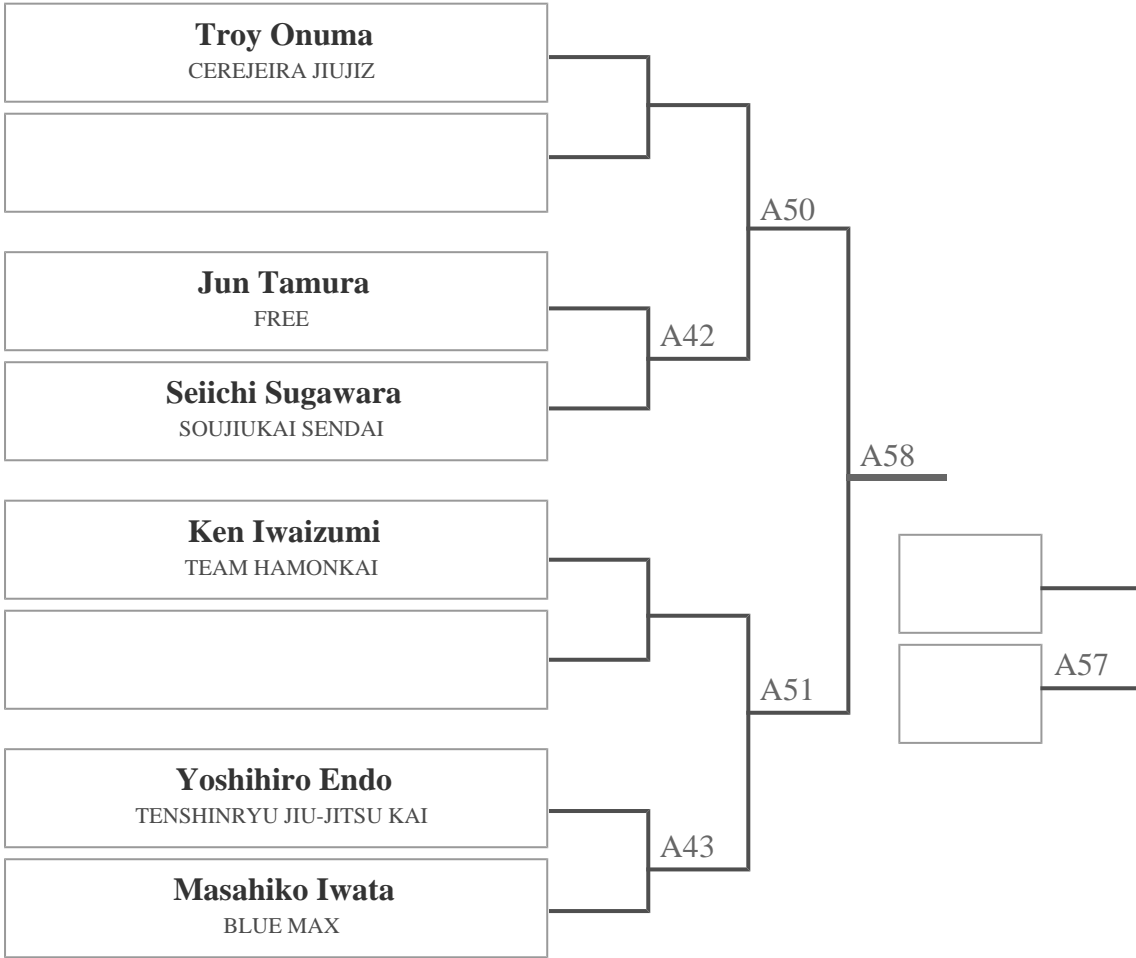 Troy Onuma
CEREJEIRA JIUJIZ
A50
Jun Tamura
FREE
A42
Seiichi Sugawara
SOUJIUKAI SENDAI
A58
Ken Iwaizumi
TEAM HAMONKAI
A57
A51
Yoshihiro Endo
TENSHINRYU JIU-JITSU KAI
A43
Masahiko Iwata
BLUE MAX